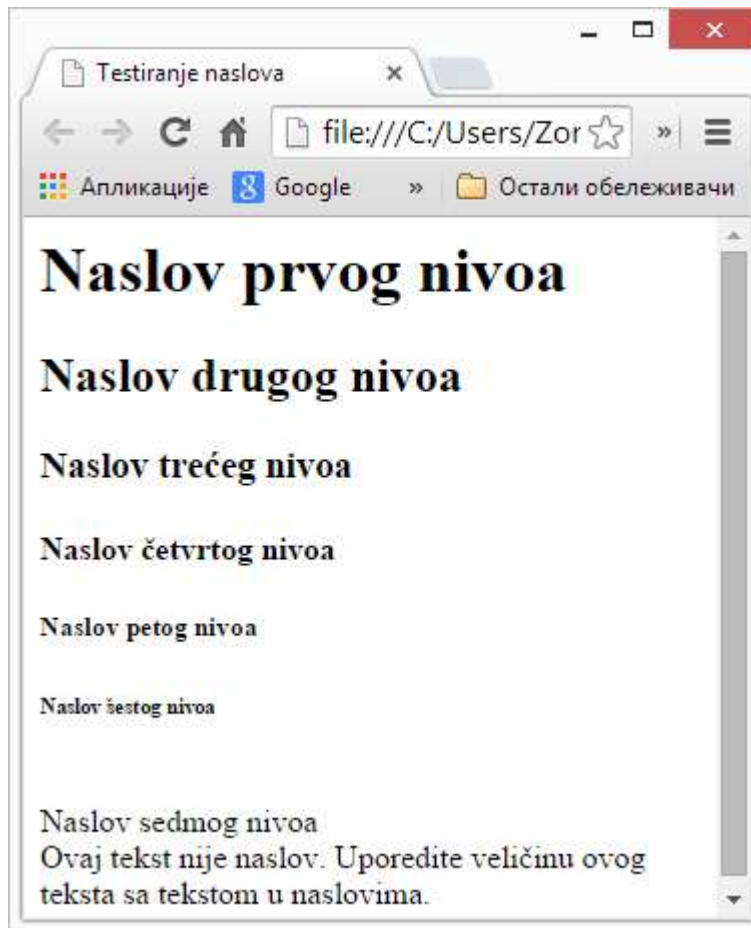 Testiranje naslova
file:///C:/Users/Zor
»
Апликације
8 Google
»
Остали обележивачи
Naslov prvog nivoa
Naslov drugog nivoa
Naslov trećeg nivoa
Naslov četvrtog nivoa
Naslov petog nivoa
Naslov šestog nivoa
Naslov sedmog nivoa
Ovaj tekst nije naslov. Uporedite veličinu ovog
teksta sa tekstom u naslovima.